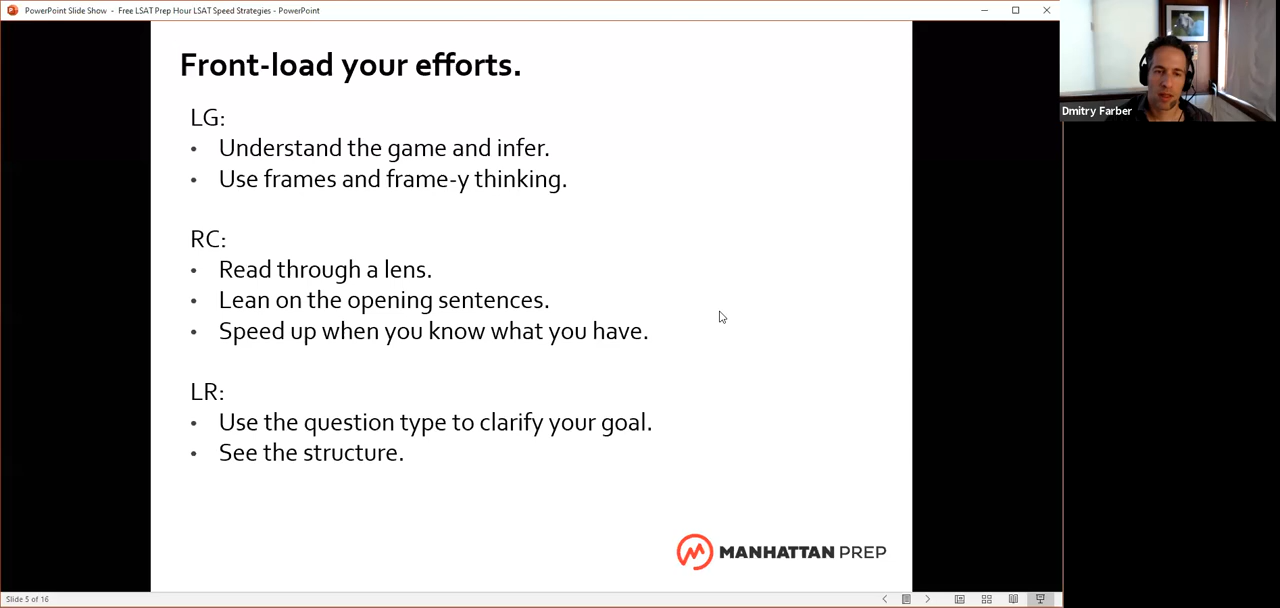 PowerPoint Slide Show - Free LSAT Prep Hour LSAT Speed Strategies - PowerPoint
Dmitry Farber
Front-load your efforts.
LG:
• Understand the game and infer.
• Use frames and frame-y thinking.
RC:
• Read through a lens.
• Lean on the opening sentences.
• Speed up when you know what you have.
LR:
• Use the question type to clarify your goal.
• See the structure.
MANHATTAN PREP
Slide 5 of 16